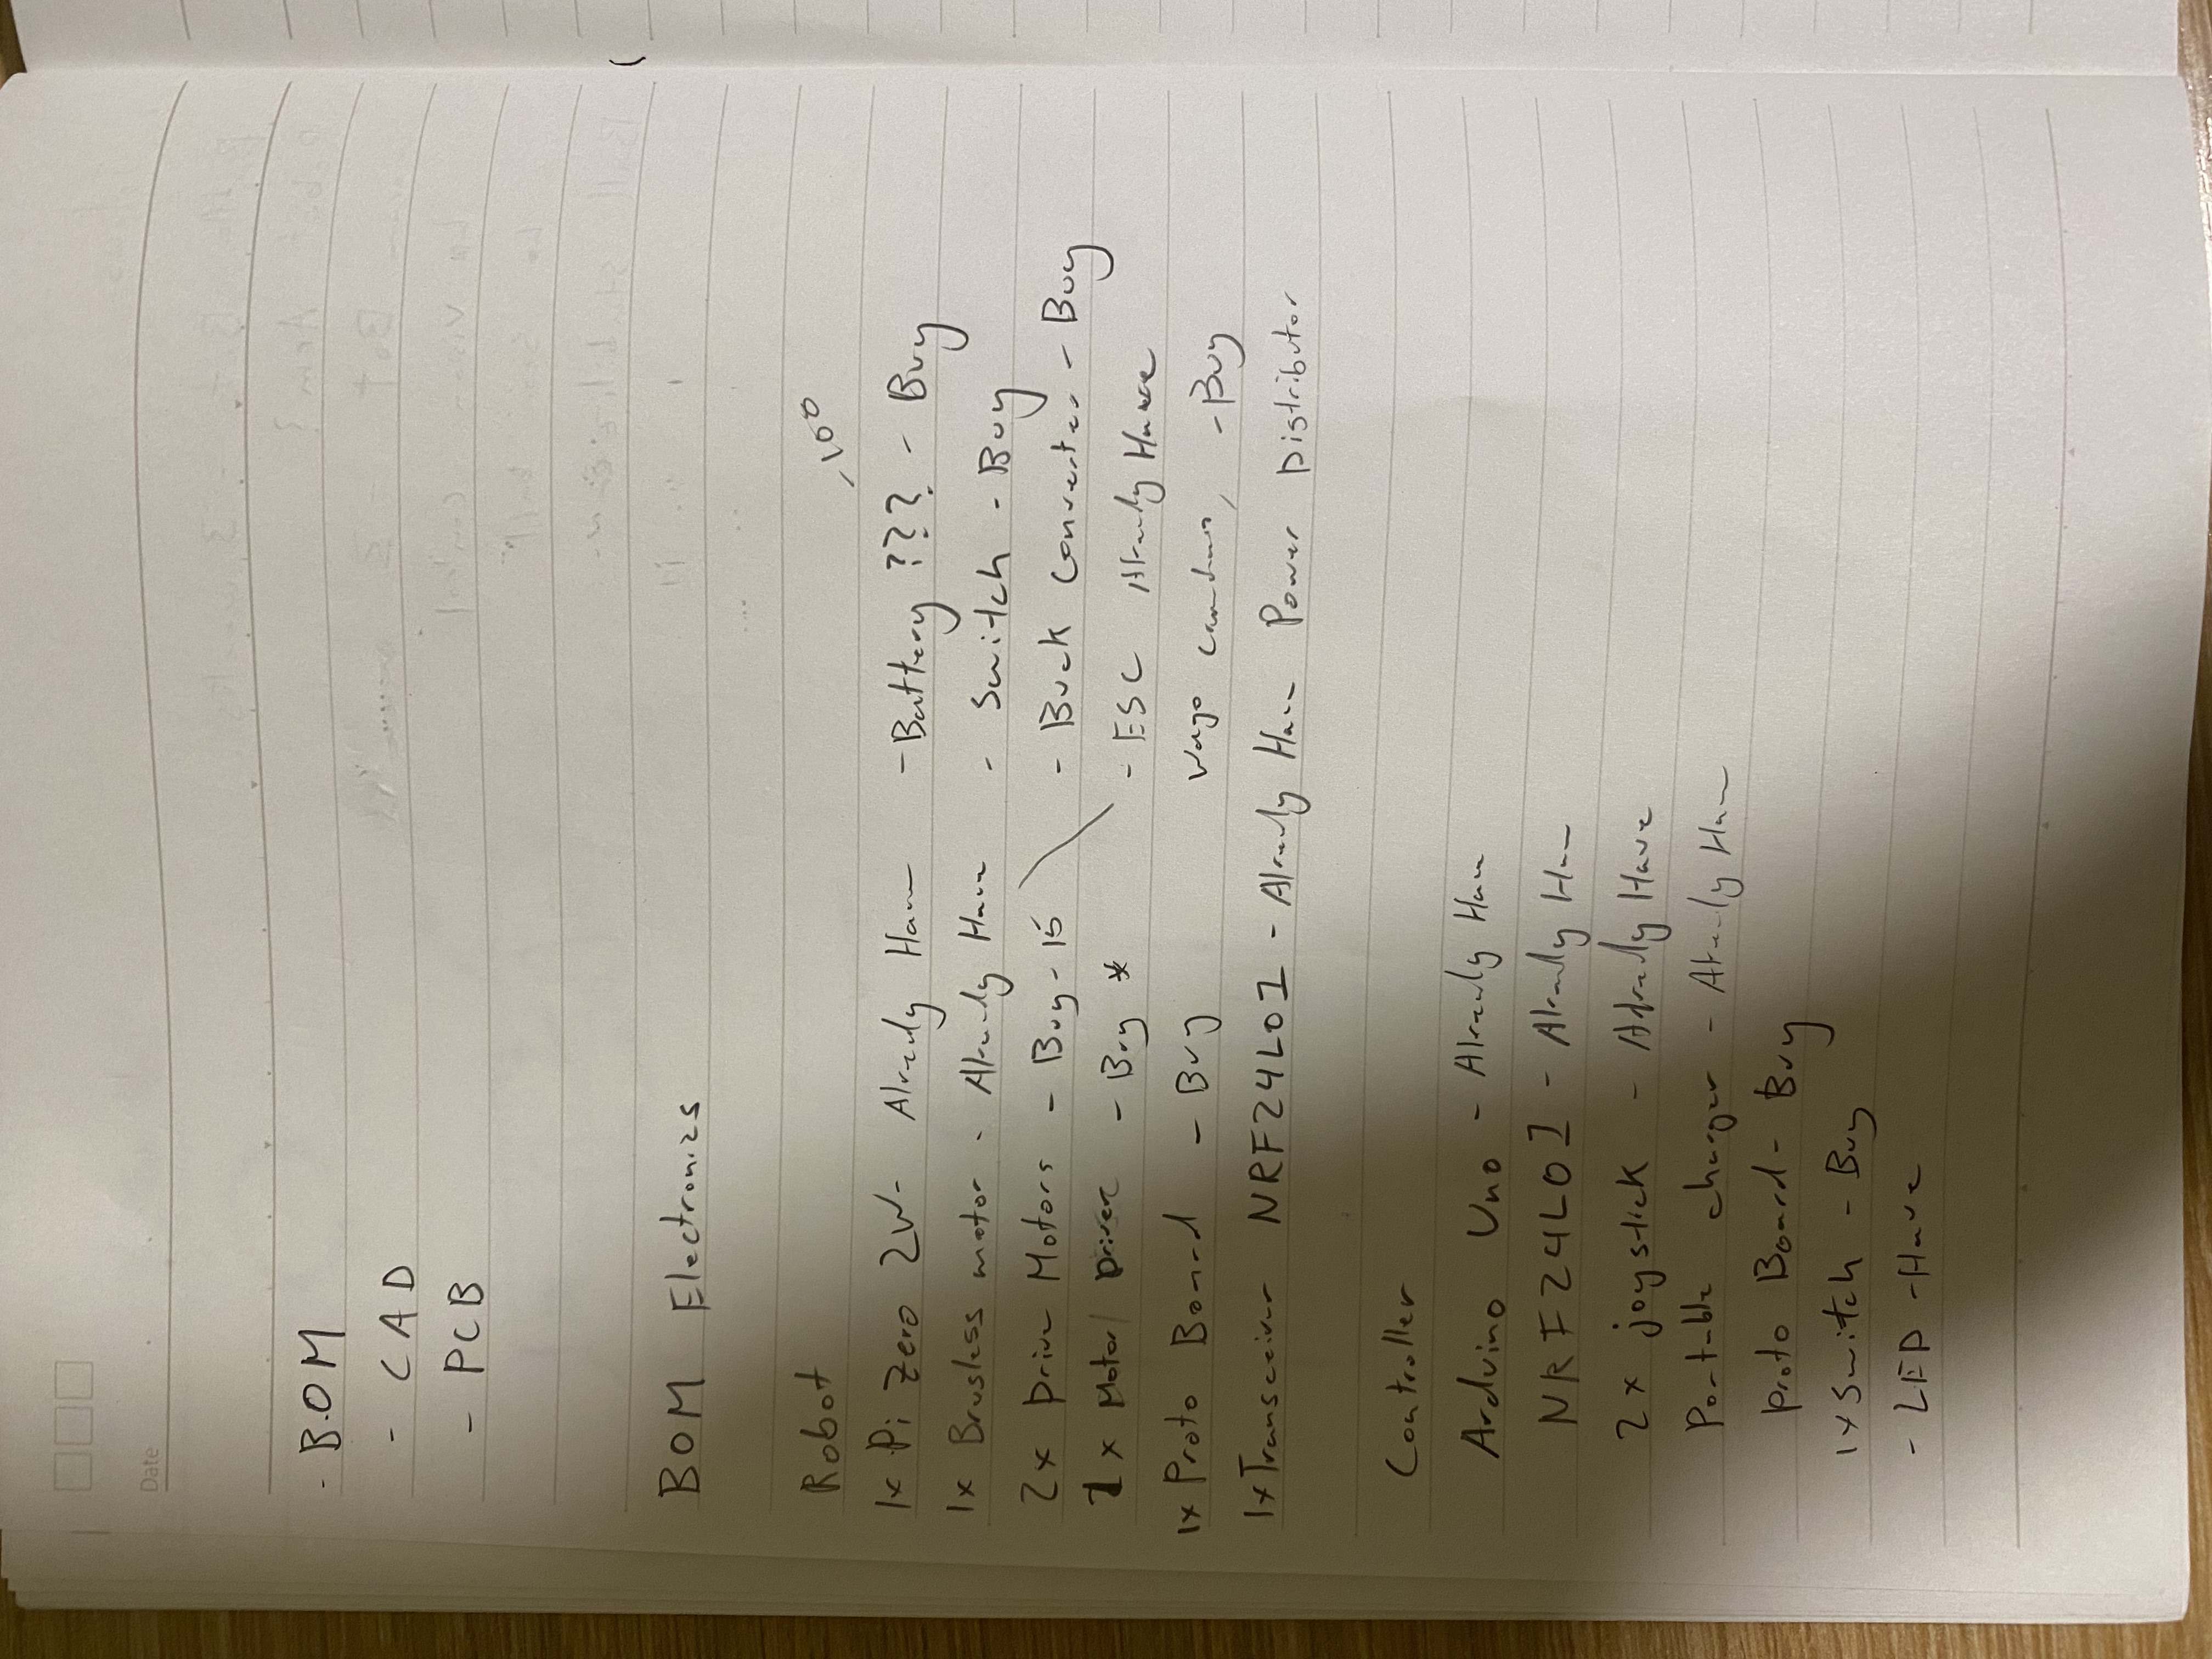 Date
- BOM
- CAD
- PCB
BOM Electronics
Robot
1x Pi Zero 2W - Already Have
1x Brusless motor - Already Have
2x Drive Motors - Buy - 15
1x Motor Driver - Buy *
1x Proto Board - Buy
1x Transceiver NRF24L01 - Already Have
- 100
- Battery ??? - Buy
- Switch - Buy
- Buck Converter - Buy
- ESC Already Have
Wago - Buy
Power Distributor
Controller
Arduino Uno - Already Have
NRF24L01 - Already Have
2x joystick - Already Have
Portable charger - Already Have
proto Board - Buy
1x Switch - Buy
- LED - Have